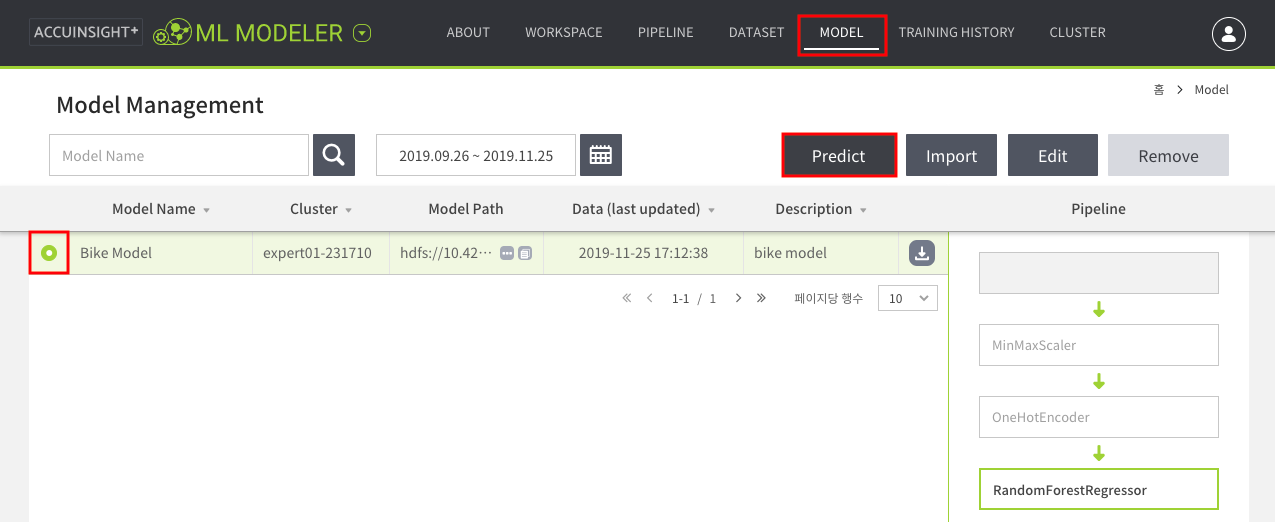 ACCUINSIGHT+ ML MODELER ABOUT WORKSPACE PIPELINE DATASET MODEL TRAINING HISTORY CLUSTER
홈 > Model
Model Management
Model Name 2019.09.26 ~ 2019.11.25 Predict Import Edit Remove
Model Name Cluster Model Path Data (last updated) Description Pipeline
Bike Model expert01-231710 hdfs://10.42··· 2019-11-25 17:12:38 bike model
1-1 / 1 페이지당 행수 10
MinMaxScaler
OneHotEncoder
RandomForestRegressor